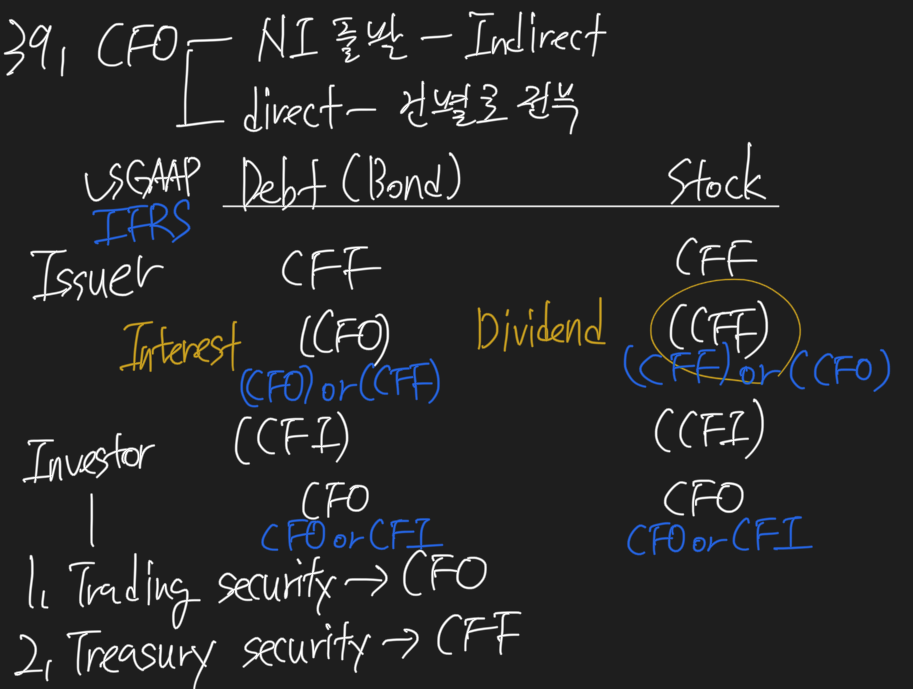 39, CFO NI 출발 - Indirect
direct - 건별로 전부
USGAAP Debt (Bond) Stock
IFRS
Issuer CFF CFF
Interest (CFO) Dividend (CFF)
(CFO) or (CFF) (CFF) or (CFO)
Investor (CFI) (CFI)
CFO CFO
CFO or CFI CFO or CFI
1, Trading security → CFO
2, Treasury security → CFF